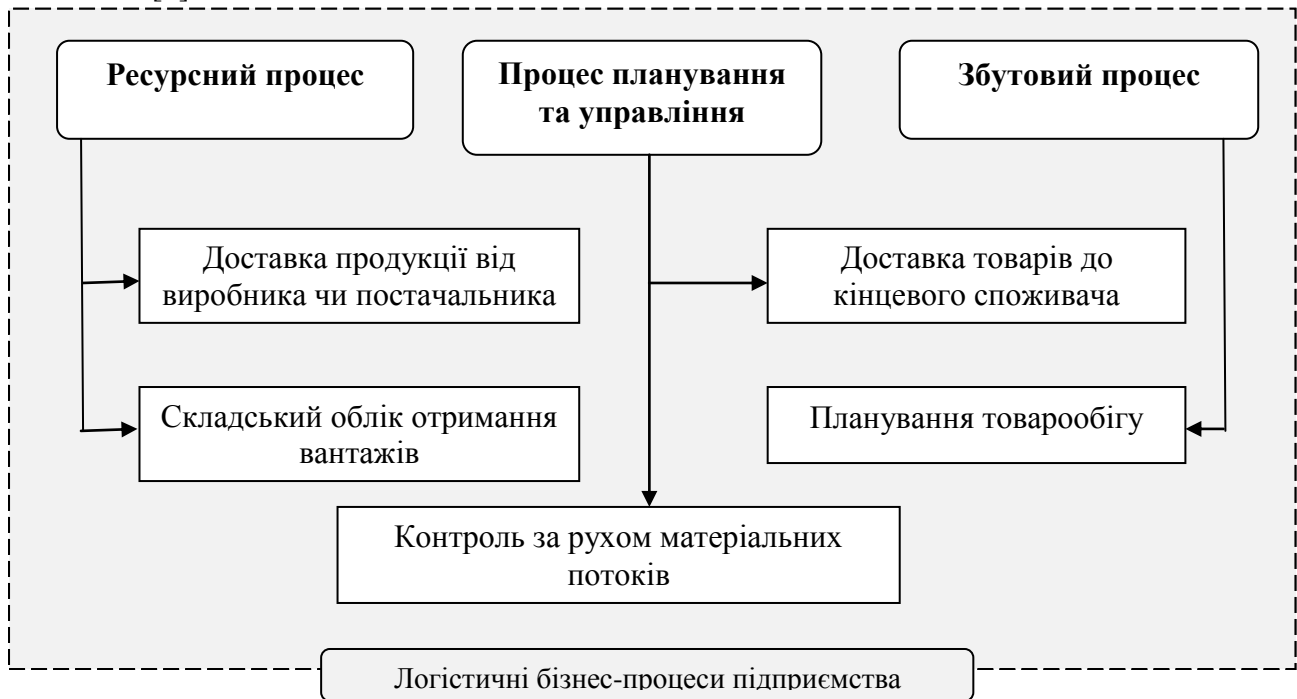 Ресурсний процес
Процес планування
та управління
Збутовий процес
Доставка продукції від
виробника чи постачальника
Доставка товарів до
кінцевого споживача
Складський облік отримання
вантажів
Планування товарообігу
Контроль за рухом матеріальних
потоків
Логістичні бізнес-процеси підприємства